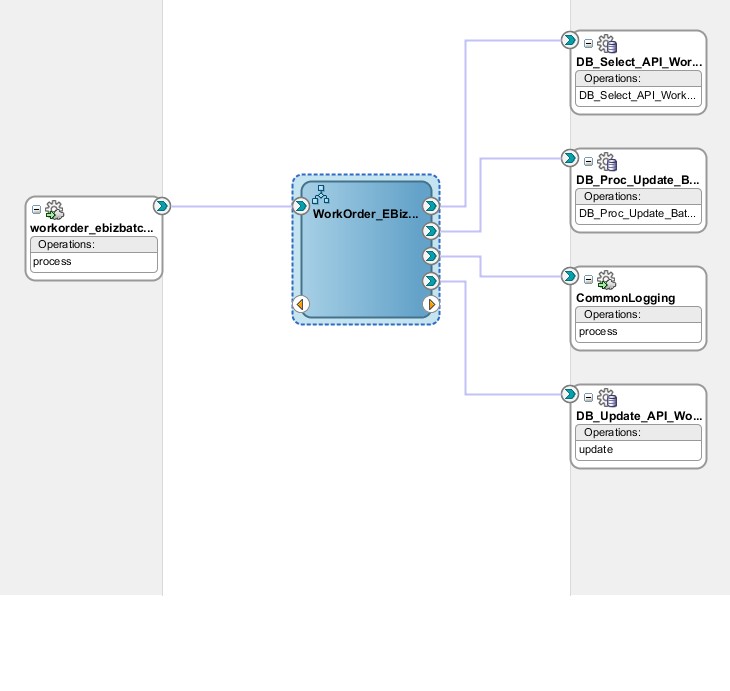 workorder_ebizbatc...
Operations:
process
WorkOrder_EBiz...
DB_Select_API_Wor...
Operations:
DB_Select_API_Work...
DB_Proc_Update_B...
Operations:
DB_Proc_Update_Bat...
CommonLogging
Operations:
process
DB_Update_API_Wo...
Operations:
update